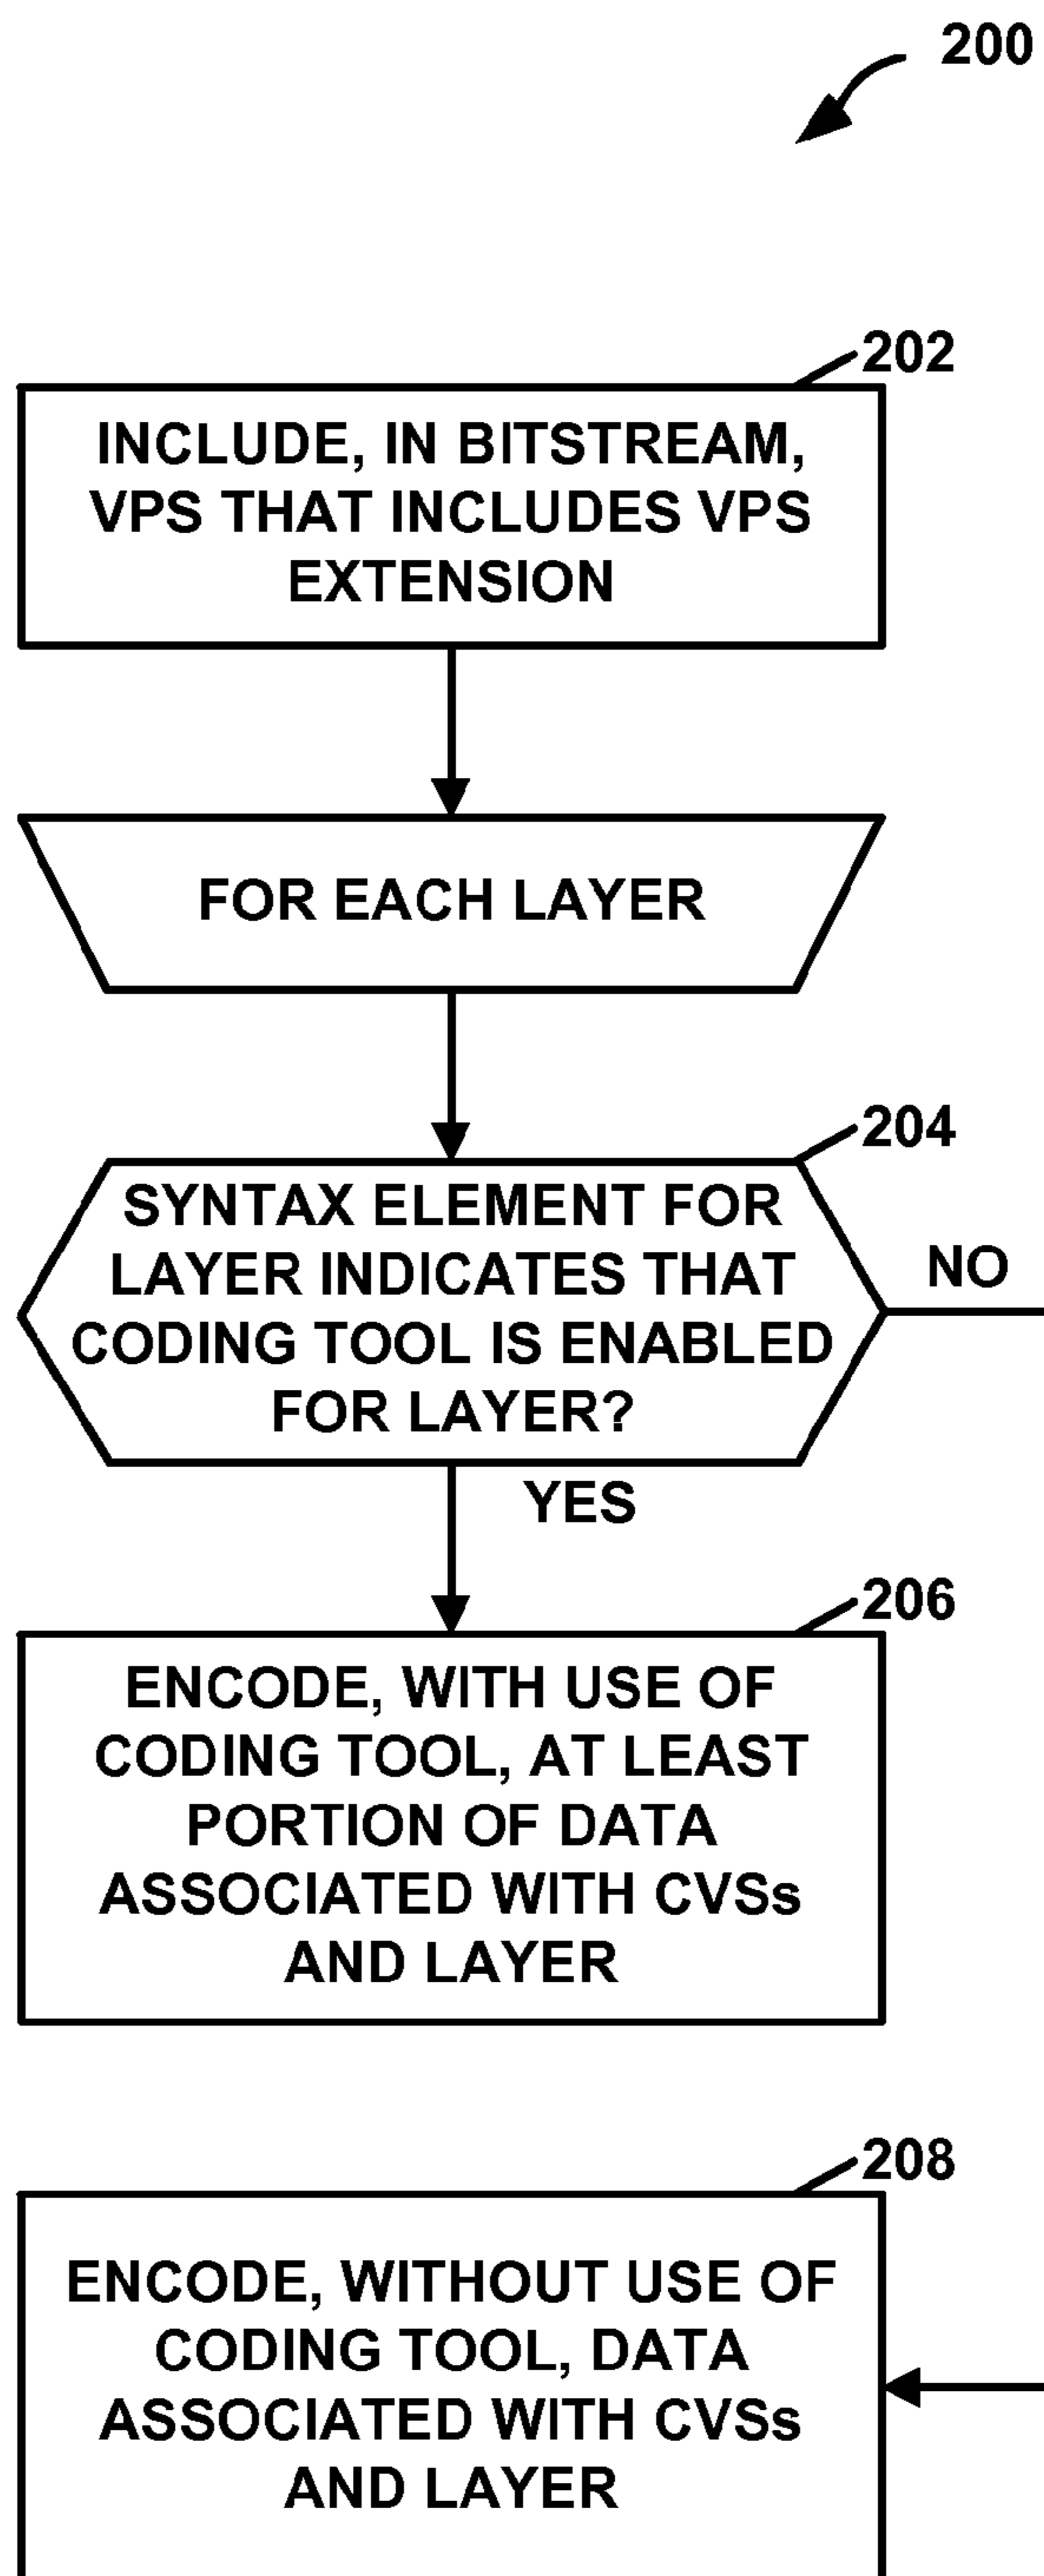 200
202
INCLUDE, IN BITSTREAM,
VPS THAT INCLUDES VPS
EXTENSION
FOR EACH LAYER
204
SYNTAX ELEMENT FOR
LAYER INDICATES THAT
CODING TOOL IS ENABLED
FOR LAYER?
NO
YES
206
ENCODE, WITH USE OF
CODING TOOL, AT LEAST
PORTION OF DATA
ASSOCIATED WITH CVSs
AND LAYER
208
ENCODE, WITHOUT USE OF
CODING TOOL, DATA
ASSOCIATED WITH CVSs
AND LAYER